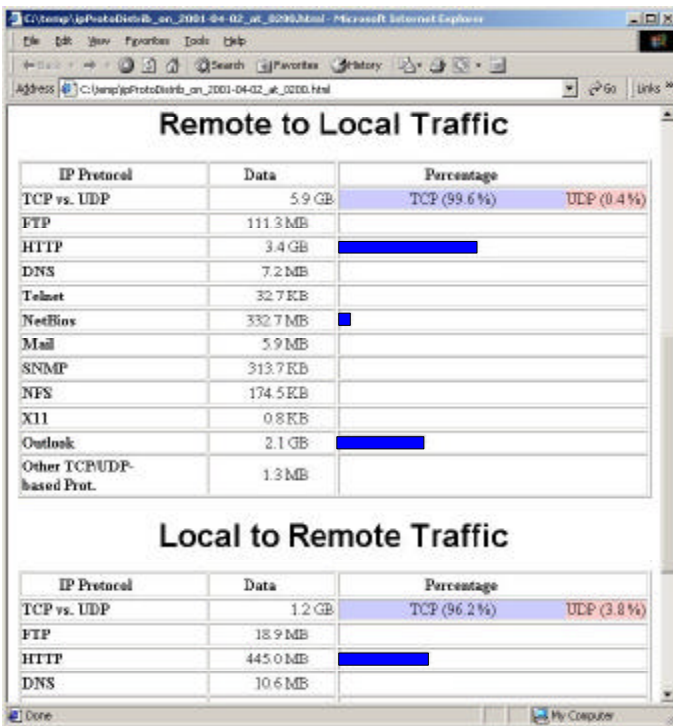 C:\temp\ipProtoDistrib_on_2001-04-02_at_0200.html - Microsoft Internet Explorer
File Edit View Favorites Tools Help
Back Search Favorites History
Address C:\temp\ipProtoDistrib_on_2001-04-02_at_0200.html Go Links »
Remote to Local Traffic
IP Protocol Data Percentage
TCP vs. UDP 5.9 GB TCP (99.6%) UDP (0.4%)
FTP 111.3 MB
HTTP 3.4 GB
DNS 7.2 MB
Telnet 32.7 KB
NetBios 332.7 MB
Mail 5.9 MB
SNMP 313.7 KB
NFS 174.5 KB
X11 0.8 KB
Outlook 2.1 GB
Other TCP/UDP-
based Prot. 1.3 MB
Local to Remote Traffic
IP Protocol Data Percentage
TCP vs. UDP 1.2 GB TCP (96.2%) UDP (3.8%)
FTP 18.9 MB
HTTP 445.0 MB
DNS 10.6 MB
Done My Computer